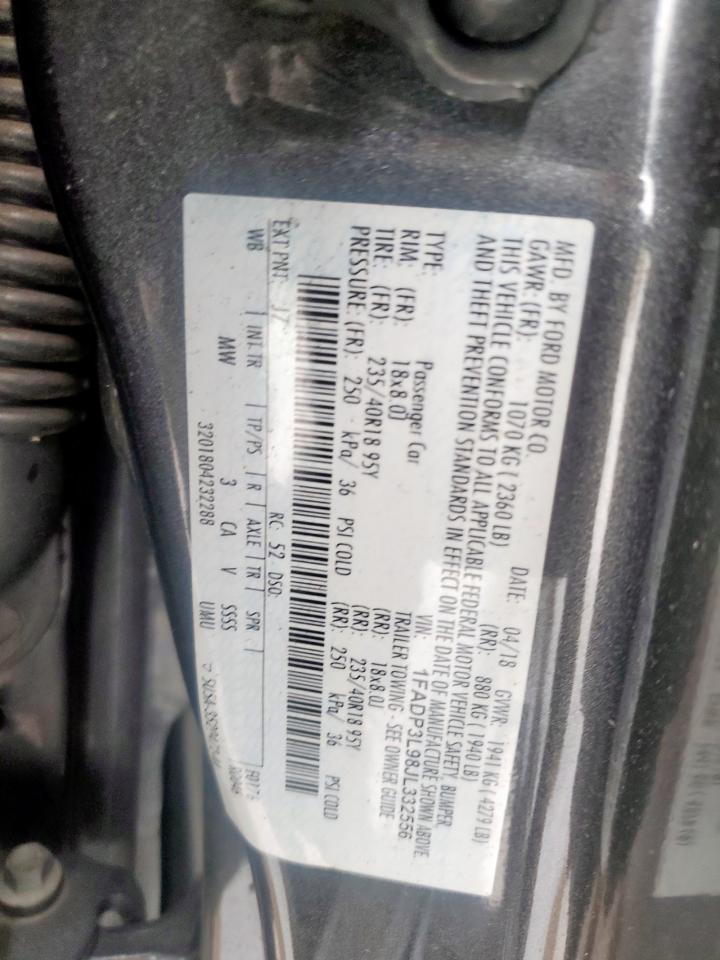 MFD. BY FORD MOTOR CO.
DATE: 04/18 GVWR: 1941 KG ( 4279 LB)
GAWR: (FR): 1070 KG ( 2360 LB) (RR): 880 KG ( 1940 LB)
THIS VEHICLE CONFORMS TO ALL APPLICABLE FEDERAL MOTOR VEHICLE SAFETY, BUMPER,
AND THEFT PREVENTION STANDARDS IN EFFECT ON THE DATE OF MANUFACTURE SHOWN ABOVE.
VIN: 1FADP3L98JL332556
TYPE: Passenger Car TRAILER TOWING - SEE OWNER GUIDE
RIM: (FR): 18x8.0J (RR): 18x8.0J
TIRE: (FR): 235/40R18 95Y (RR): 235/40R18 95Y
PRESSURE: (FR): 250 kPa/ 36 PSI COLD (RR): 250 kPa/ 36 PSI COLD
EXT PNT: J7 RC: 52 DSO:
WB INT TR TP/PS R AXLE TR SPR
MW 3 CA V SSSS
3201804232288 UMU